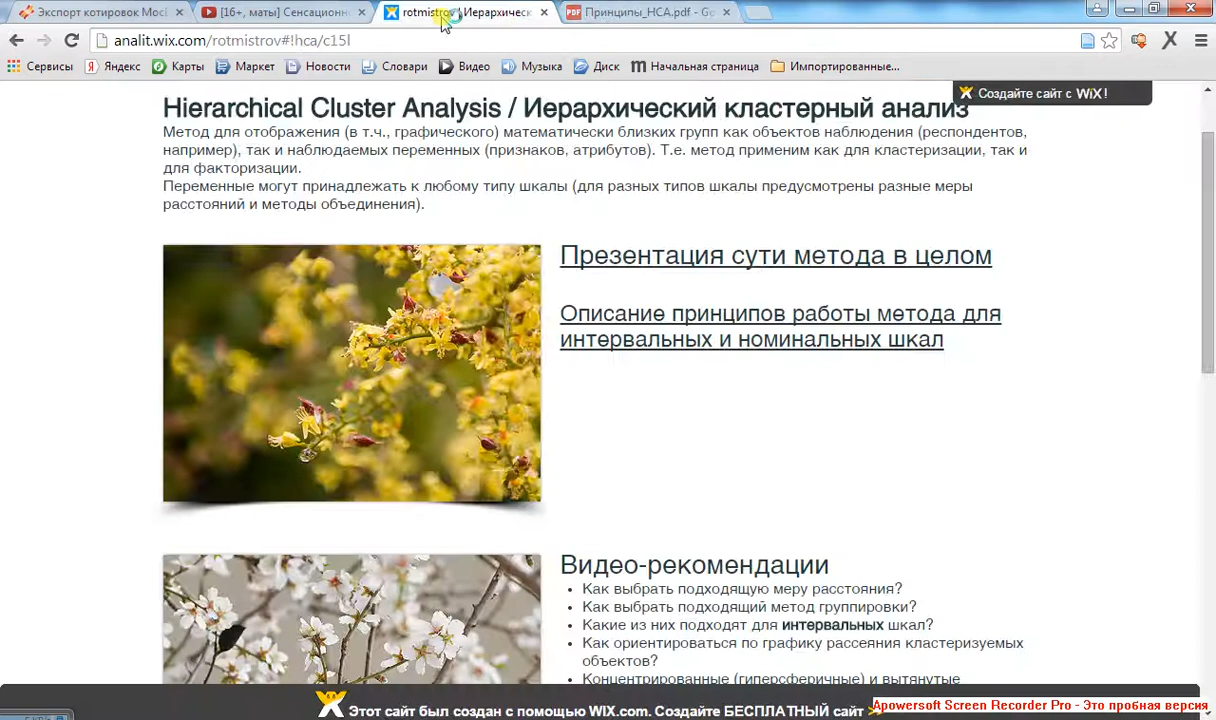 Экспорт котировок Moc
[16+, маты] Сенсационн
rotmistrov | Иерархическ
Принципы_HCA.pdf - Go
analit.wix.com/rotmistrov#!hca/c15l
Сервисы Яндекс Карты Маркет Новости Словари Видео Музыка Диск Начальная страница Импортированные...
Создайте сайт с WiX!
Hierarchical Cluster Analysis / Иерархический кластерный анализ
Метод для отображения (в т.ч., графического) математически близких групп как объектов наблюдения (респондентов,
например), так и наблюдаемых переменных (признаков, атрибутов). Т.е. метод применим как для кластеризации, так и
для факторизации.
Переменные могут принадлежать к любому типу шкалы (для разных типов шкалы предусмотрены разные меры
расстояний и методы объединения).
Презентация сути метода в целом
Описание принципов работы метода для
интервальных и номинальных шкал
Видео-рекомендации
• Как выбрать подходящую меру расстояния?
• Как выбрать подходящий метод группировки?
• Какие из них подходят для интервальных шкал?
• Как ориентироваться по графику рассеяния кластеризуемых
объектов?
• Концентрированные (гиперсферичные) и вытянутые
Этот сайт был создан с помощью WIX.com. Создайте БЕСПЛАТНЫЙ сайт >>
Apowersoft Screen Recorder Pro - Это пробная версия